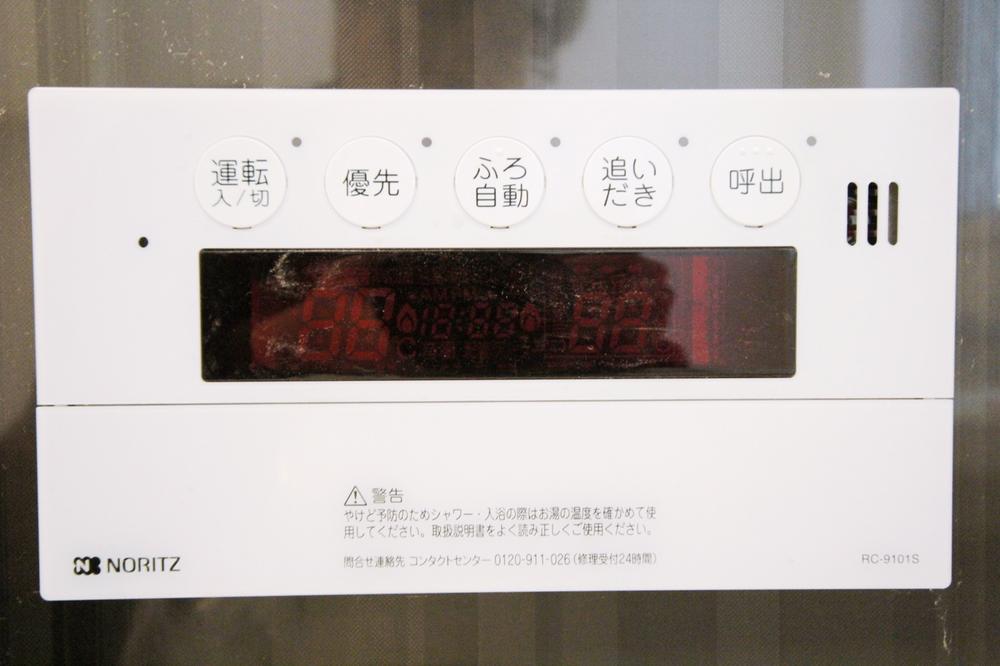 運転
入/切
優先
ふろ
自動
追い
だき
呼出
警告
やけど予防のためシャワー・入浴の際はお湯の温度を確かめて使
用してください。取扱説明書をよく読み正しくご使用ください。
問合せ連絡先 コンタクトセンター 0120-911-026(修理受付24時間)
NORITZ
RC-9101S